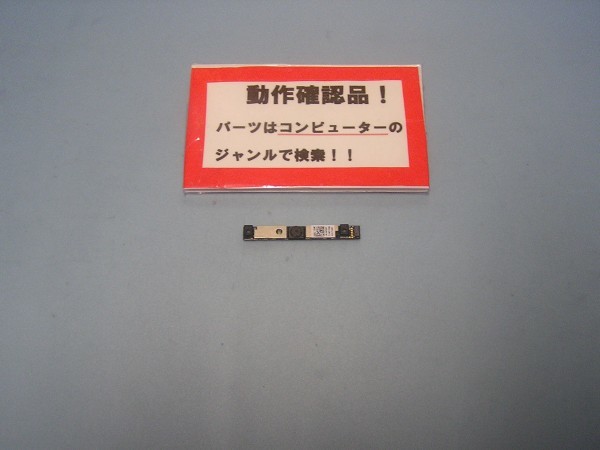 動作確認品！
パーツはコンピューターの
ジャンルで検索！！